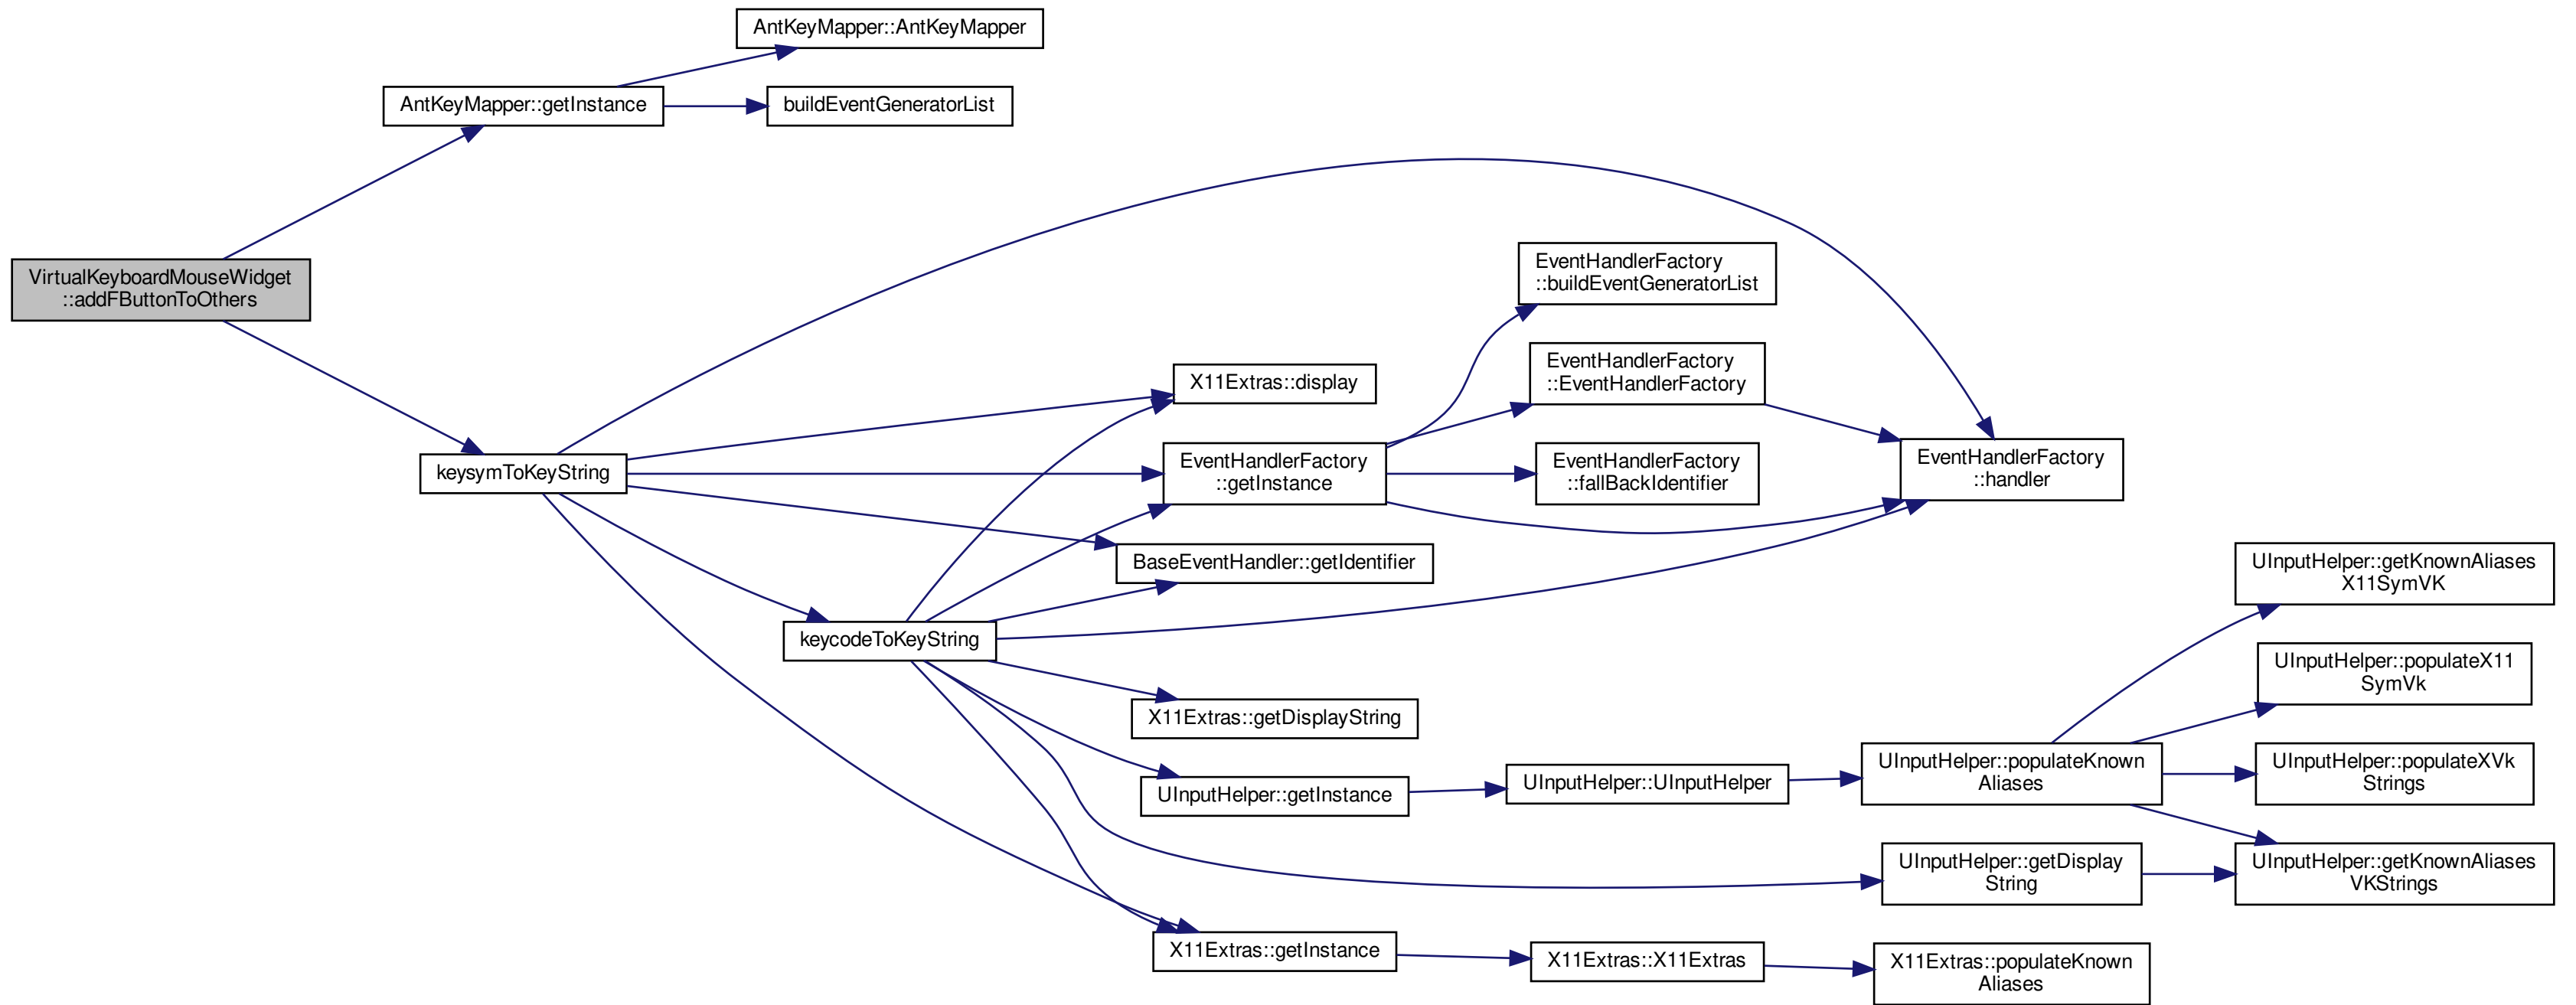 AntKeyMapper::AntKeyMapper
AntKeyMapper::getInstance
buildEventGeneratorList
VirtualKeyboardMouseWidget
::addFButtonToOthers
keysymToKeyString
X11Extras::display
EventHandlerFactory
::getInstance
BaseEventHandler::getIdentifier
keycodeToKeyString
X11Extras::getDisplayString
UInputHelper::getInstance
X11Extras::getInstance
EventHandlerFactory
::buildEventGeneratorList
EventHandlerFactory
::EventHandlerFactory
EventHandlerFactory
::fallBackIdentifier
EventHandlerFactory
::handler
UInputHelper::UInputHelper
UInputHelper::populateKnown
Aliases
UInputHelper::getDisplay
String
X11Extras::X11Extras
X11Extras::populateKnown
Aliases
UInputHelper::getKnownAliases
X11SymVK
UInputHelper::populateX11
SymVk
UInputHelper::populateXVk
Strings
UInputHelper::getKnownAliases
VKStrings